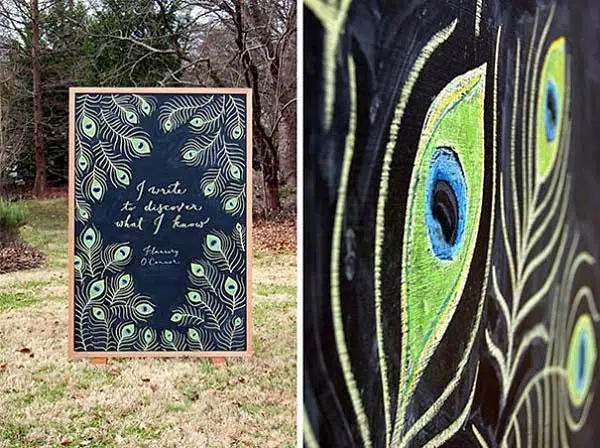 I write
to discover
what I know
Flannery
O'Connor